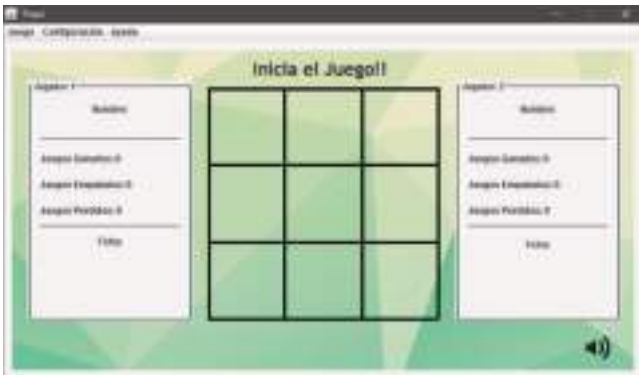 Juego Configuración Ayuda
Inicia el Juego!!
Jugador 1
Nombre
Juegos Ganados: 0
Juegos Empatados: 0
Juegos Perdidos: 0
Ficha
Jugador 2
Nombre
Juegos Ganados: 0
Juegos Empatados: 0
Juegos Perdidos: 0
Ficha